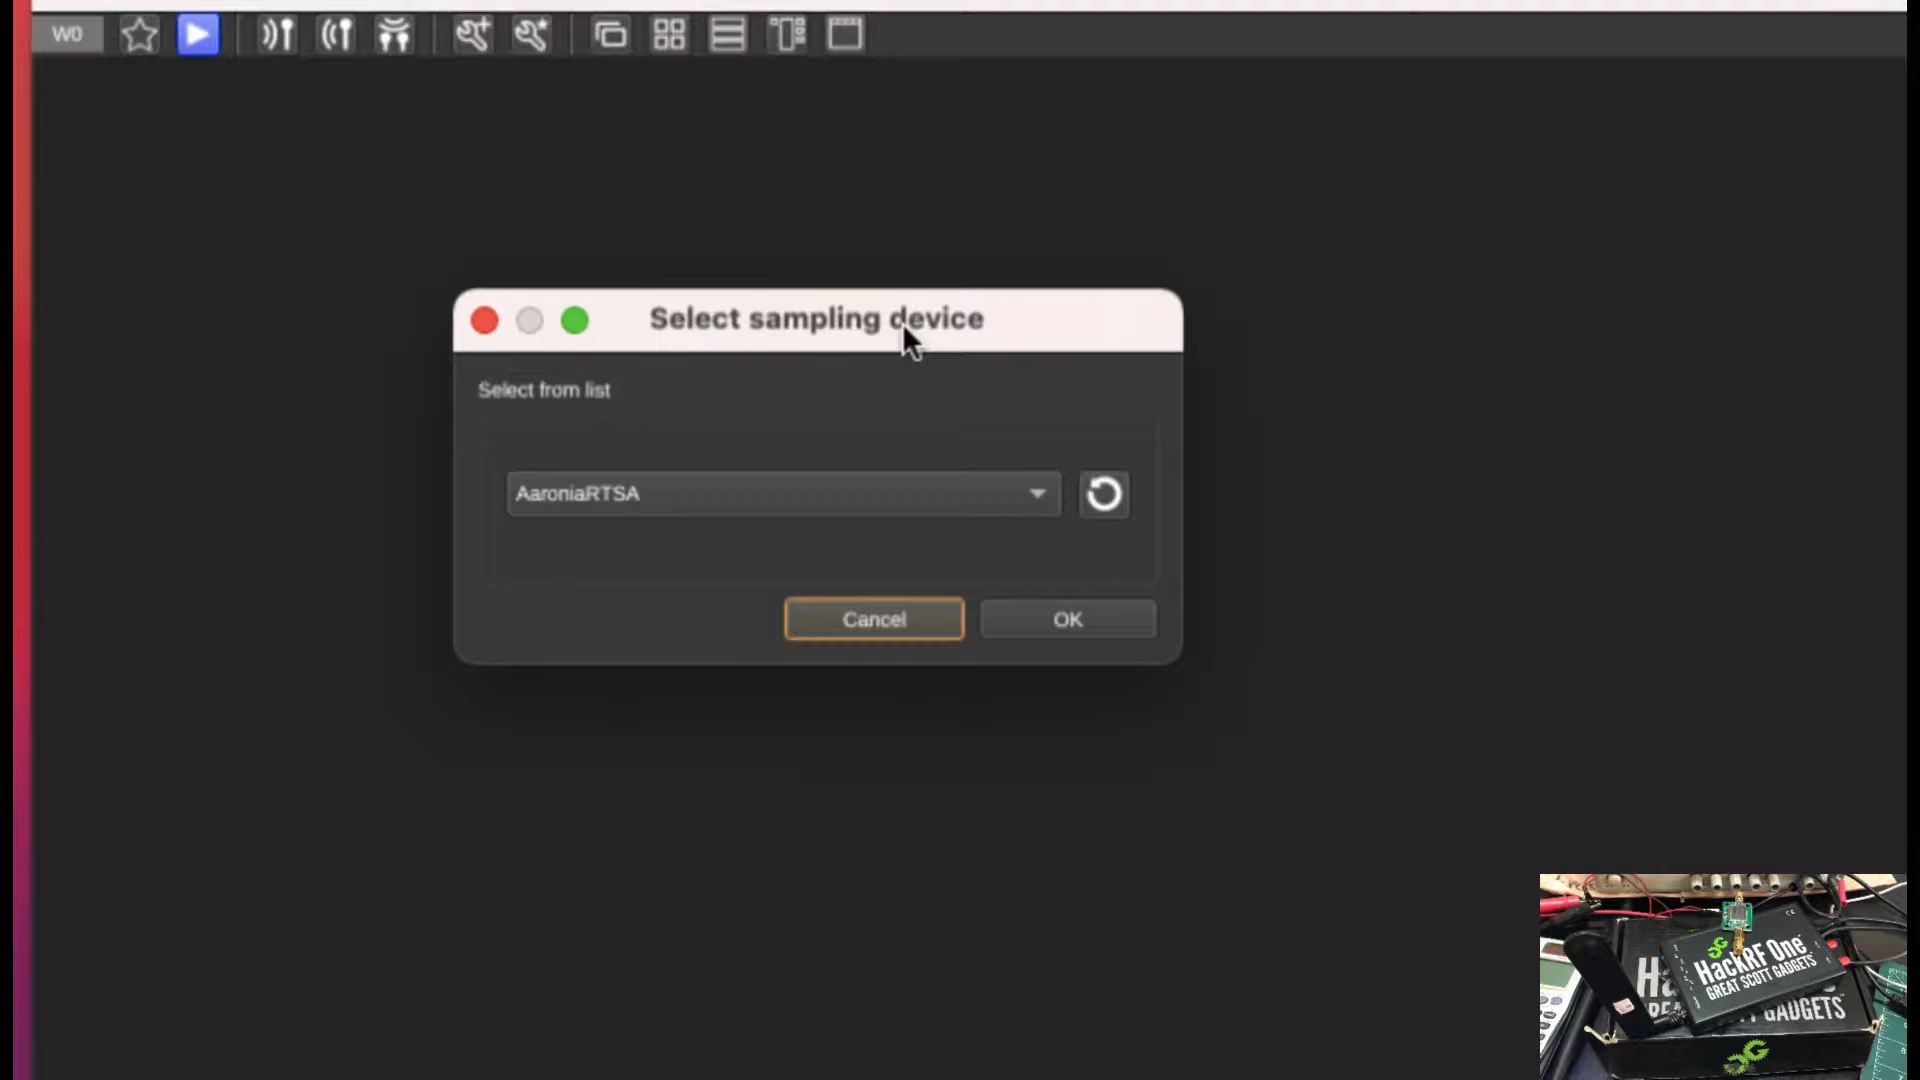 W0
Select sampling device
Select from list
AaroniaRTSA
Cancel
OK
HackRF One
GREAT SCOTT GADGETS
GADGETS